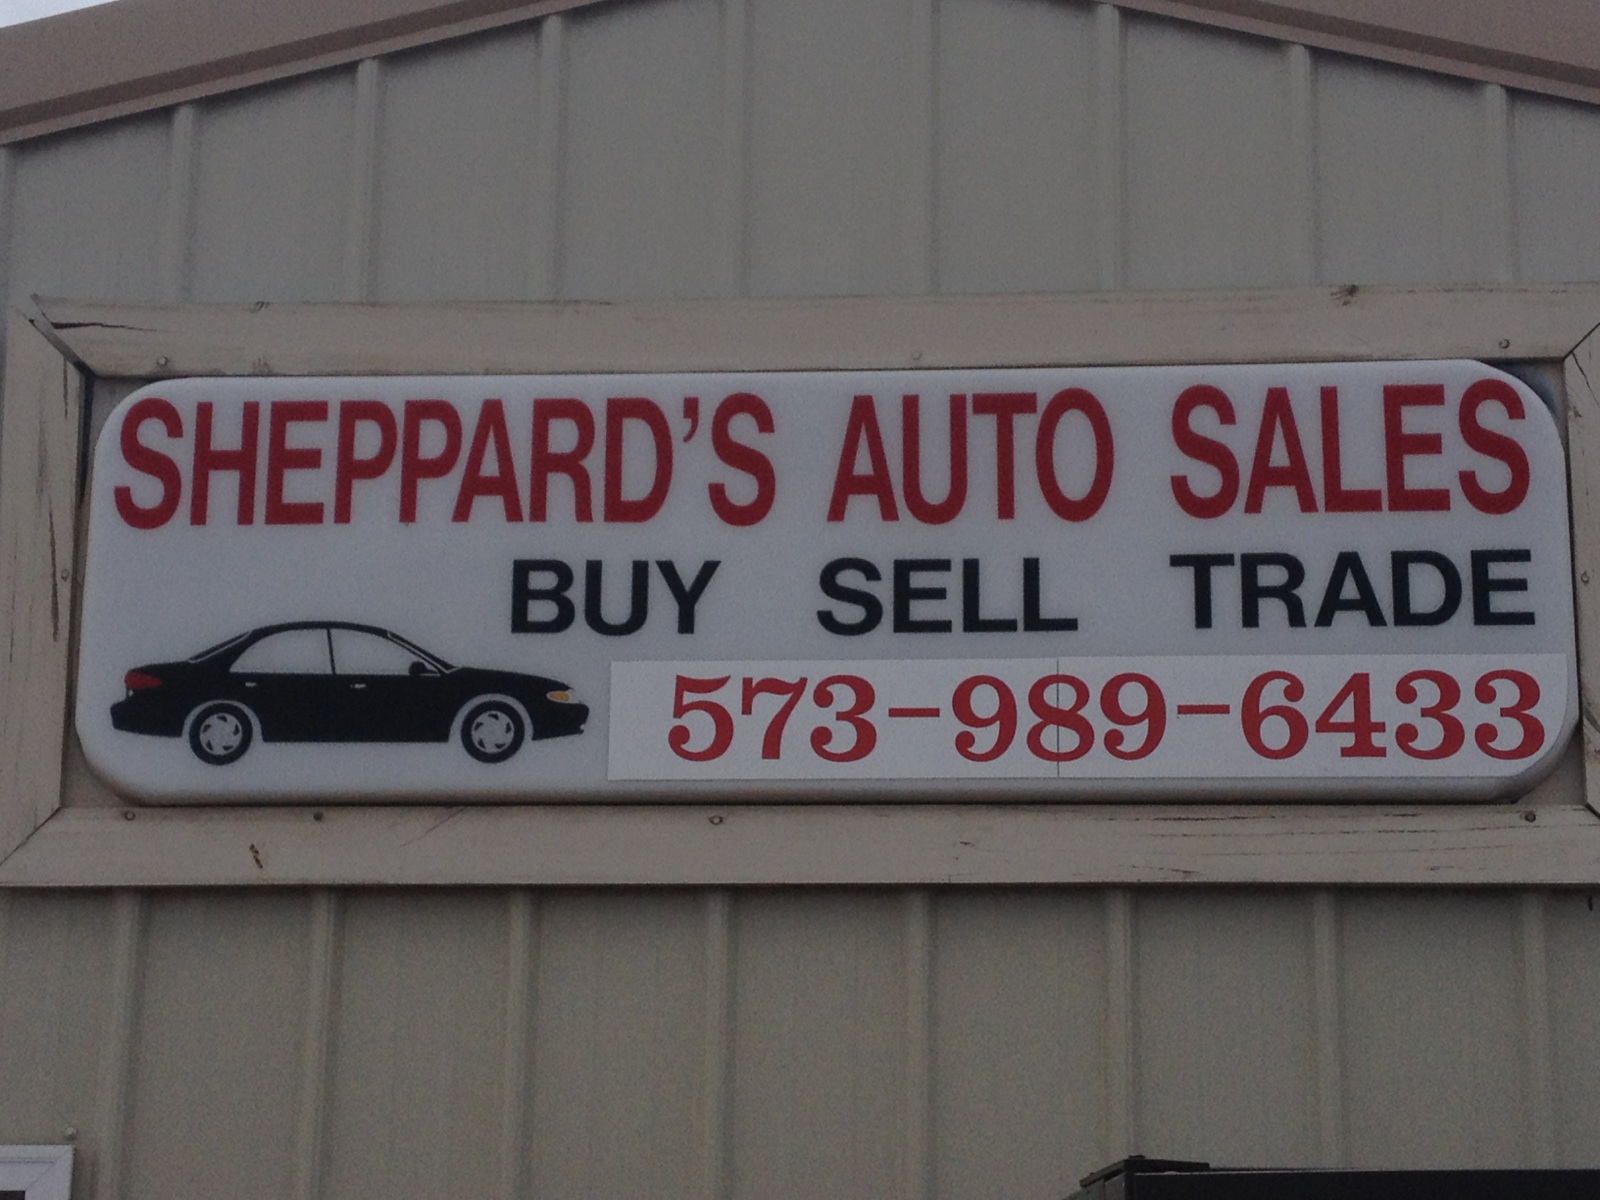 SHEPPARD'S AUTO SALES
BUY SELL TRADE
573-989-6433